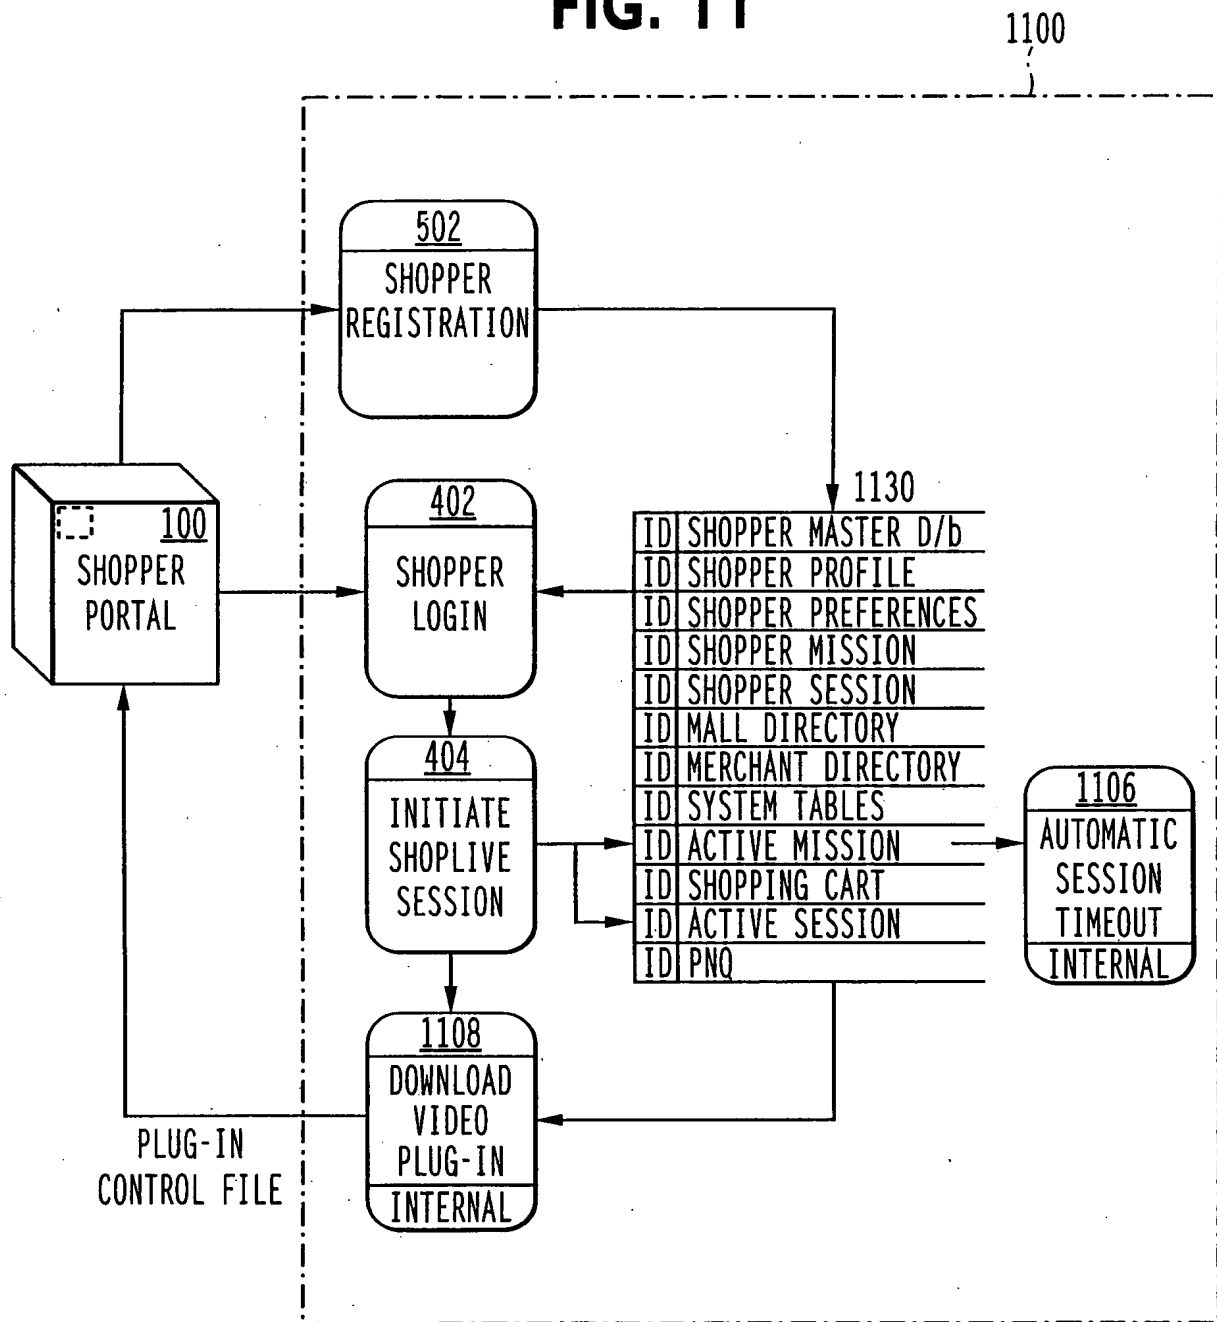 FIG. 11
1100
502
SHOPPER
REGISTRATION
100
SHOPPER
PORTAL
402
SHOPPER
LOGIN
404
INITIATE
SHOPLIVE
SESSION
1130
ID SHOPPER MASTER D/b
ID SHOPPER PROFILE
ID SHOPPER PREFERENCES
ID SHOPPER MISSION
ID SHOPPER SESSION
ID MALL DIRECTORY
ID MERCHANT DIRECTORY
ID SYSTEM TABLES
ID ACTIVE MISSION
ID SHOPPING CART
ID ACTIVE SESSION
ID PNQ
1106
AUTOMATIC
SESSION
TIMEOUT
INTERNAL
1108
DOWNLOAD
VIDEO
PLUG-IN
INTERNAL
PLUG-IN
CONTROL FILE